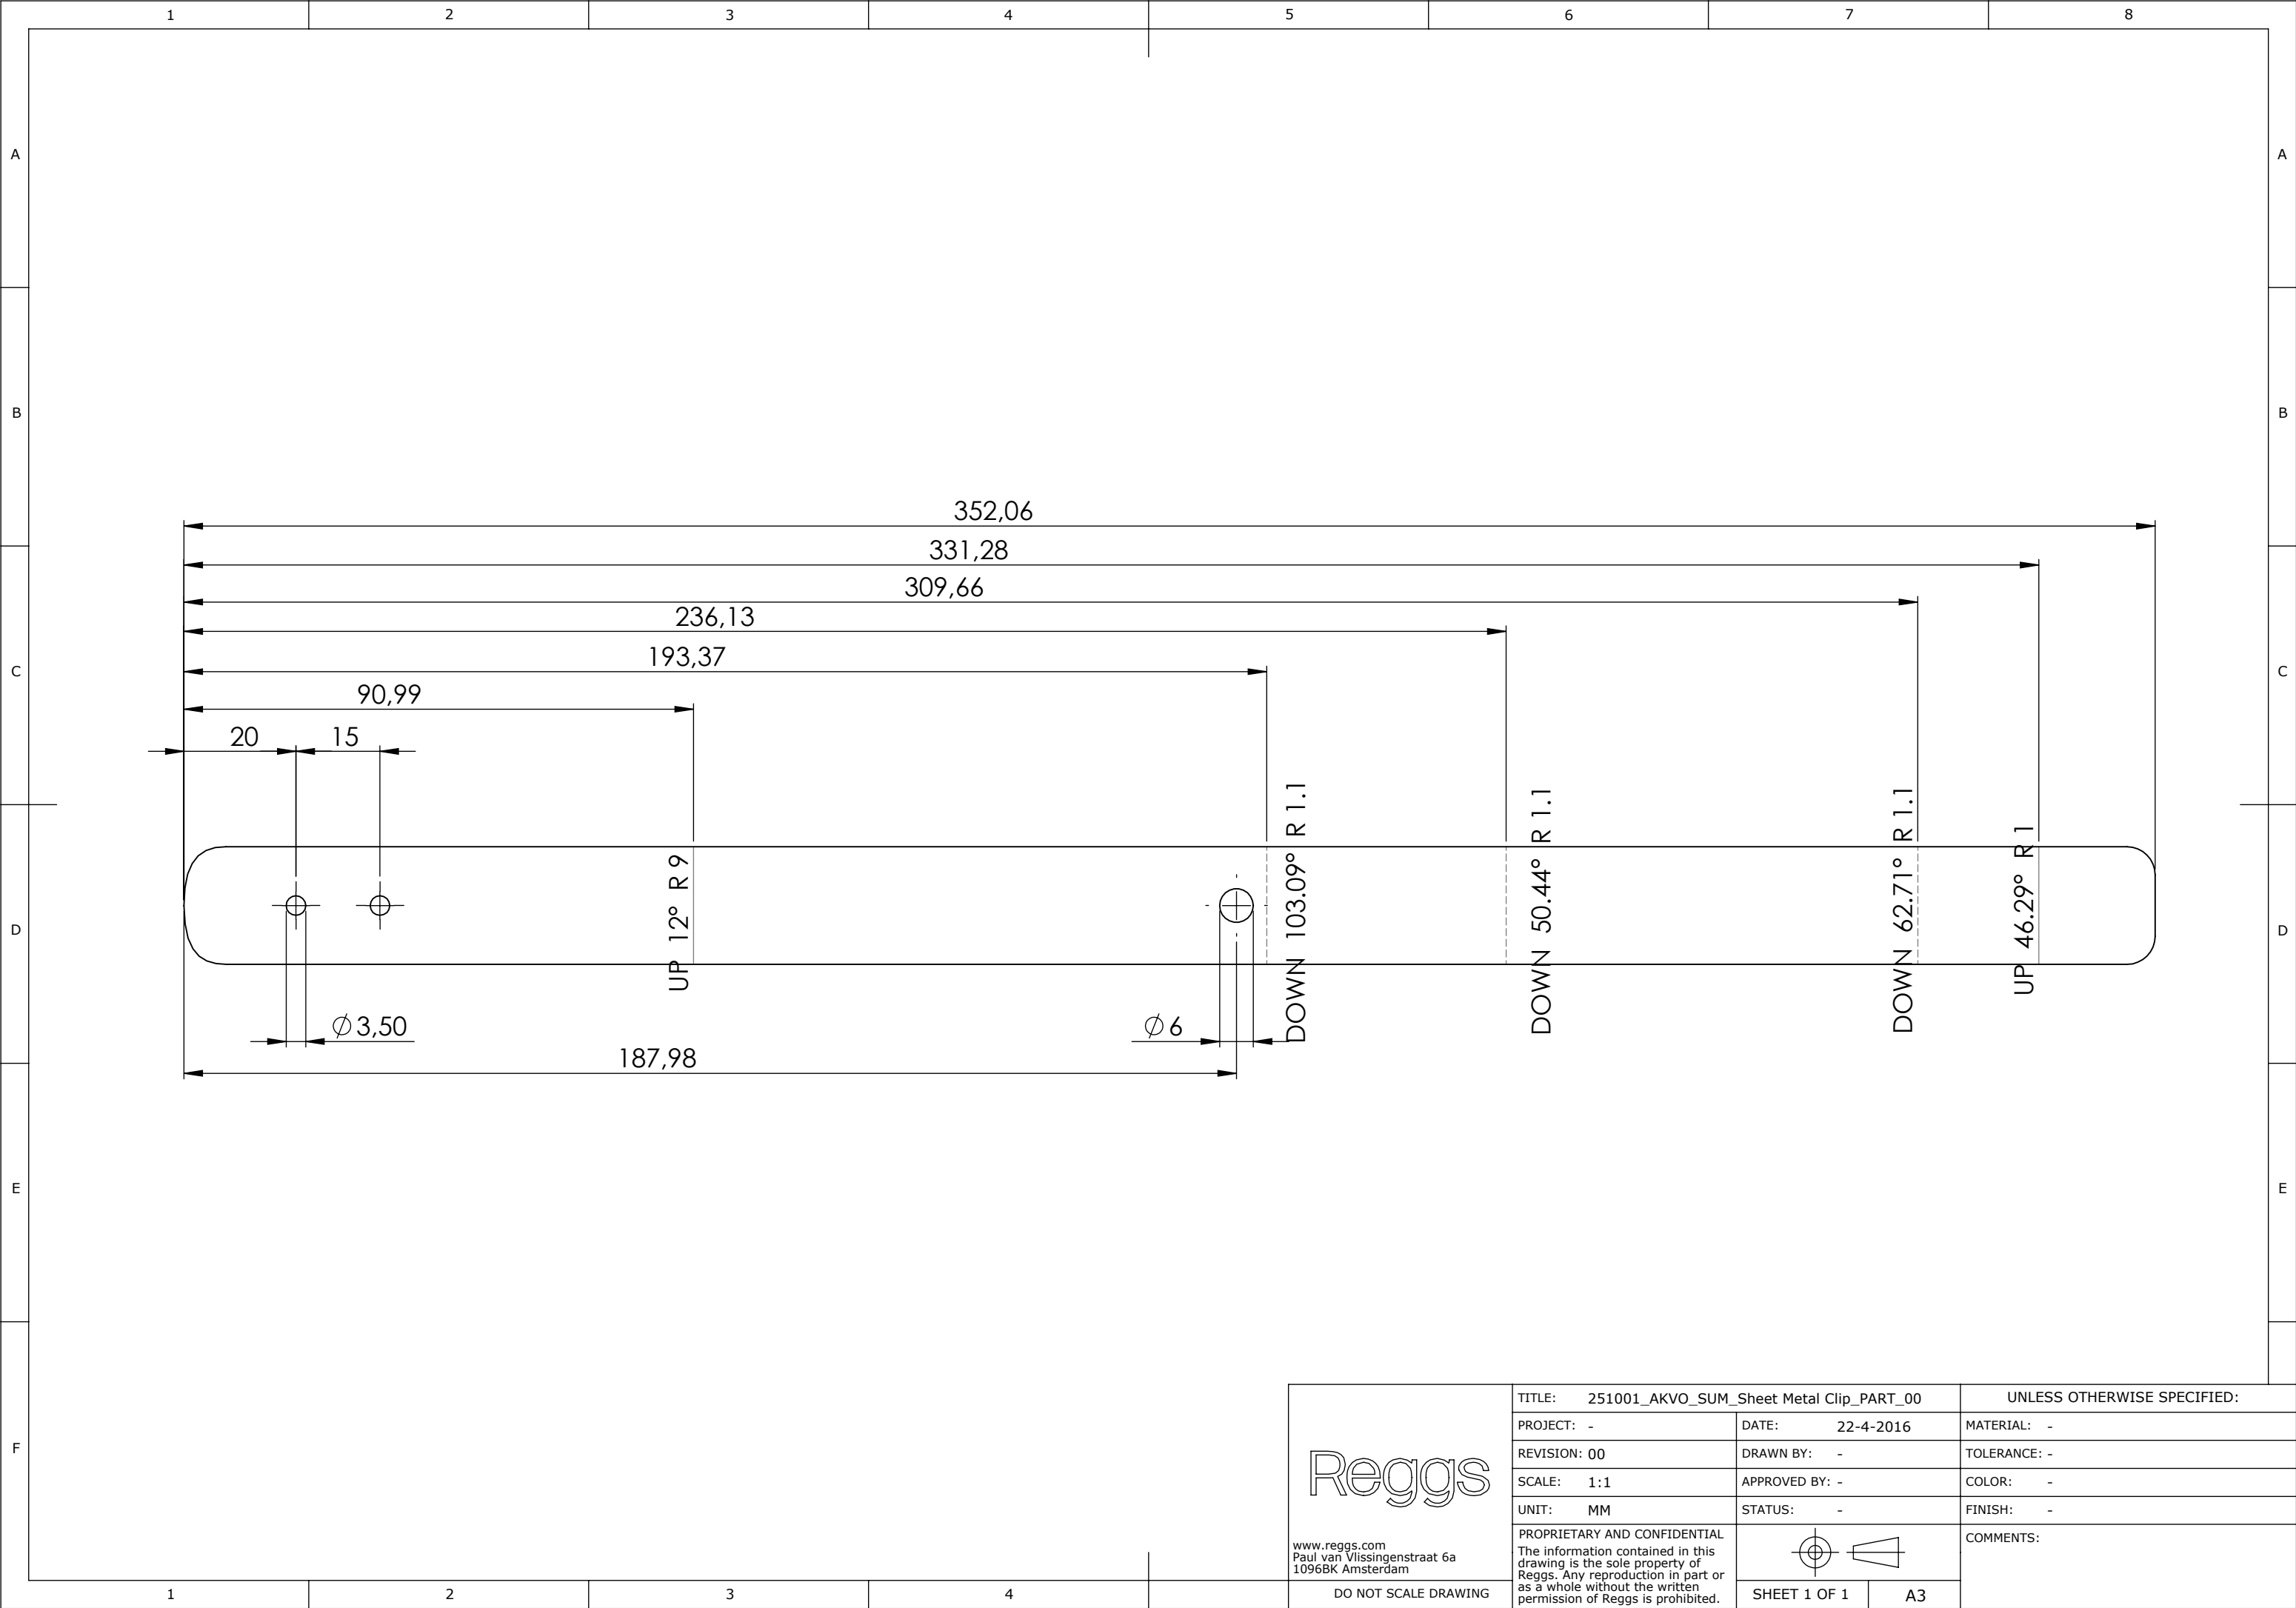 1 2 3 4 5 6 7 8
A A
B B
352,06
331,28
309,66
236,13
193,37
C C
90,99
20 15
UP 12° R 9
DOWN 103.09° R 1.1
DOWN 50.44° R 1.1
DOWN 62.71° R 1.1
UP 46.29° R 1
D D
∅3,50
∅6
187,98
E E
F
Reggs
www.reggs.com
Paul van Vlissingenstraat 6a
1096BK Amsterdam
DO NOT SCALE DRAWING
TITLE: 251001_AKVO_SUM_Sheet Metal Clip_PART_00
UNLESS OTHERWISE SPECIFIED:
PROJECT: - DATE: 22-4-2016 MATERIAL: -
REVISION: 00 DRAWN BY: - TOLERANCE: -
SCALE: 1:1 APPROVED BY: - COLOR: -
UNIT: MM STATUS: - FINISH: -
PROPRIETARY AND CONFIDENTIAL
The information contained in this
drawing is the sole property of
Reggs. Any reproduction in part or
as a whole without the written
permission of Reggs is prohibited.
COMMENTS:
SHEET 1 OF 1 A3
1 2 3 4